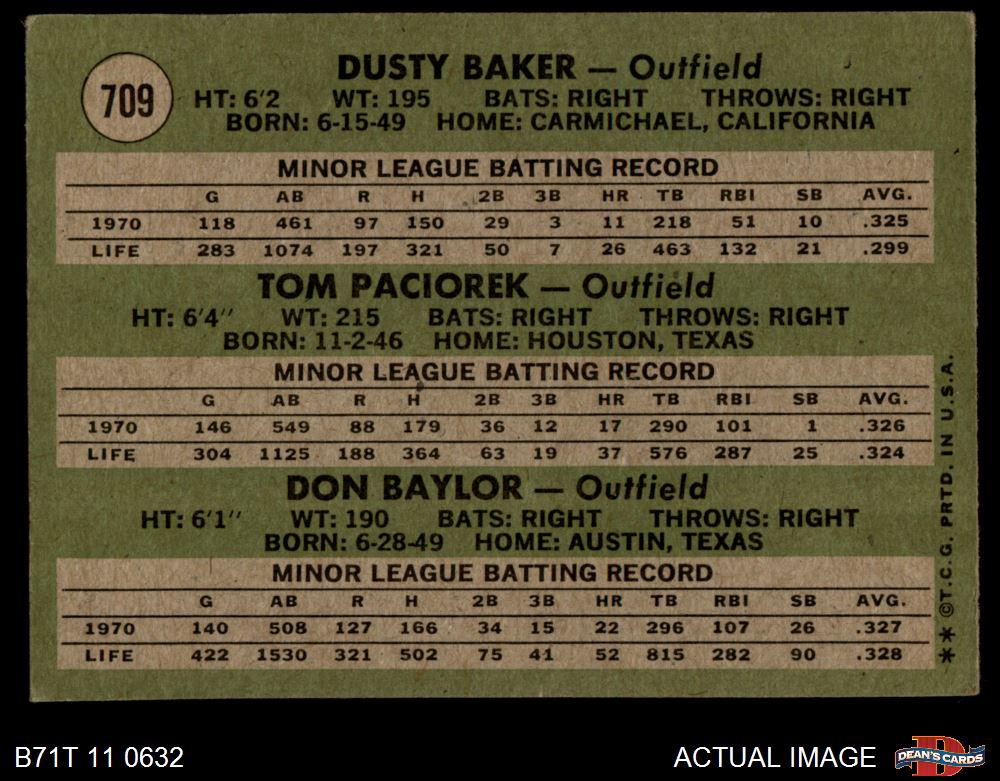 709
DUSTY BAKER — Outfield
HT: 6'2 WT: 195 BATS: RIGHT THROWS: RIGHT
BORN: 6-15-49 HOME: CARMICHAEL, CALIFORNIA
MINOR LEAGUE BATTING RECORD
G AB R H 2B 3B HR TB RBI SB AVG.
1970 118 461 97 150 29 3 11 218 51 10 .325
LIFE 283 1074 197 321 50 7 26 463 132 21 .299
TOM PACIOREK — Outfield
HT: 6'4" WT: 215 BATS: RIGHT THROWS: RIGHT
BORN: 11-2-46 HOME: HOUSTON, TEXAS
MINOR LEAGUE BATTING RECORD
G AB R H 2B 3B HR TB RBI SB AVG.
1970 146 549 88 179 36 12 17 290 101 1 .326
LIFE 304 1125 188 364 63 19 37 576 287 25 .324
DON BAYLOR — Outfield
HT: 6'1" WT: 190 BATS: RIGHT THROWS: RIGHT
BORN: 6-28-49 HOME: AUSTIN, TEXAS
MINOR LEAGUE BATTING RECORD
G AB R H 2B 3B HR TB RBI SB AVG.
1970 140 508 127 166 34 15 22 296 107 26 .327
LIFE 422 1530 321 502 75 41 52 815 282 90 .328
** ©T.C.G. PRTD. IN U.S.A.
B71T 11 0632
ACTUAL IMAGE
D
DEAN'S CARDS